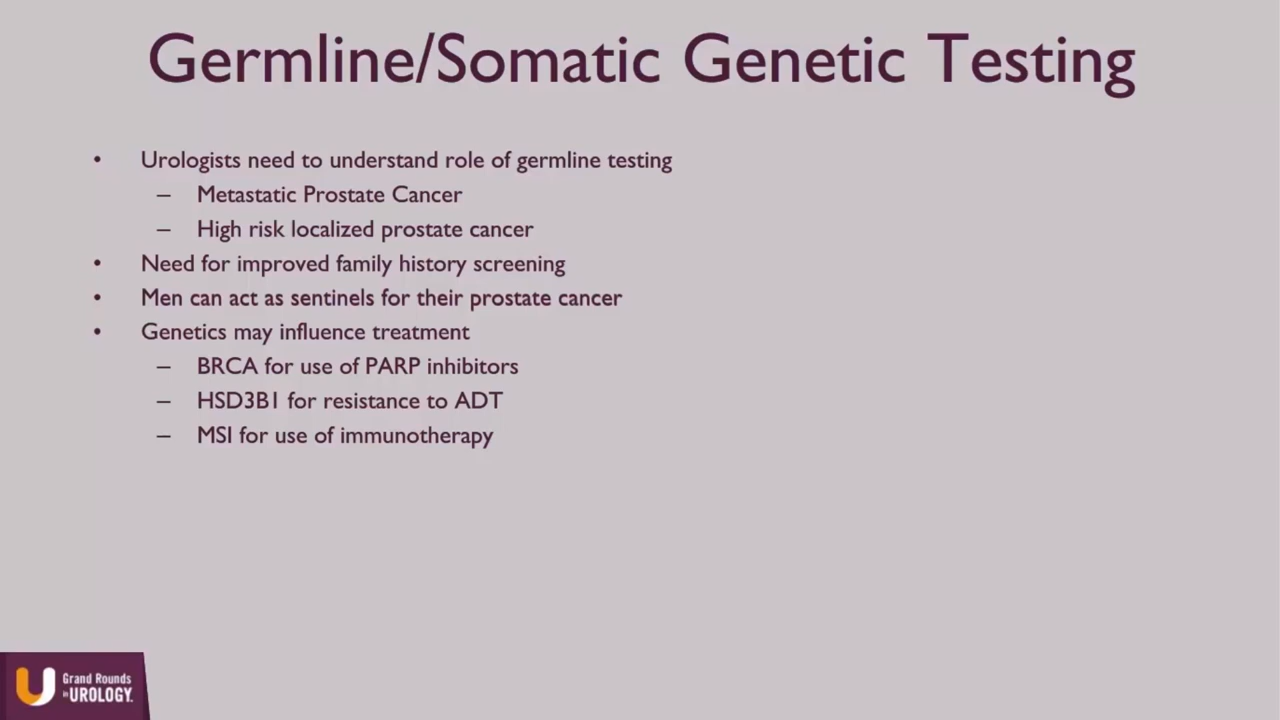 Germline/Somatic Genetic Testing
• Urologists need to understand role of germline testing
– Metastatic Prostate Cancer
– High risk localized prostate cancer
• Need for improved family history screening
• Men can act as sentinels for their prostate cancer
• Genetics may influence treatment
– BRCA for use of PARP inhibitors
– HSD3B1 for resistance to ADT
– MSI for use of immunotherapy
Grand Rounds
in UROLOGY